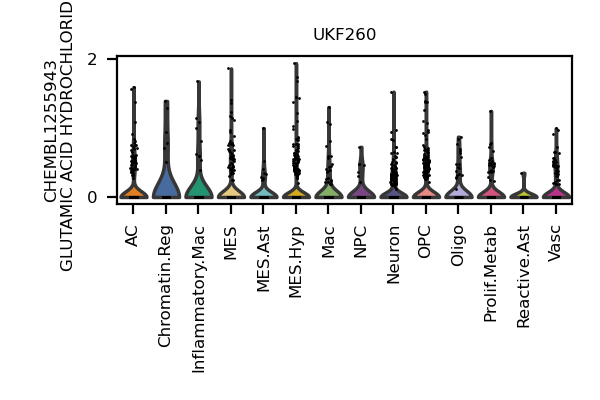 UKF260
CHEMBL1255943
GLUTAMIC ACID HYDROCHLORID
2
0
AC
Chromatin.Reg
Inflammatory.Mac
MES
MES.Ast
MES.Hyp
Mac
NPC
Neuron
OPC
Oligo
Prolif.Metab
Reactive.Ast
Vasc